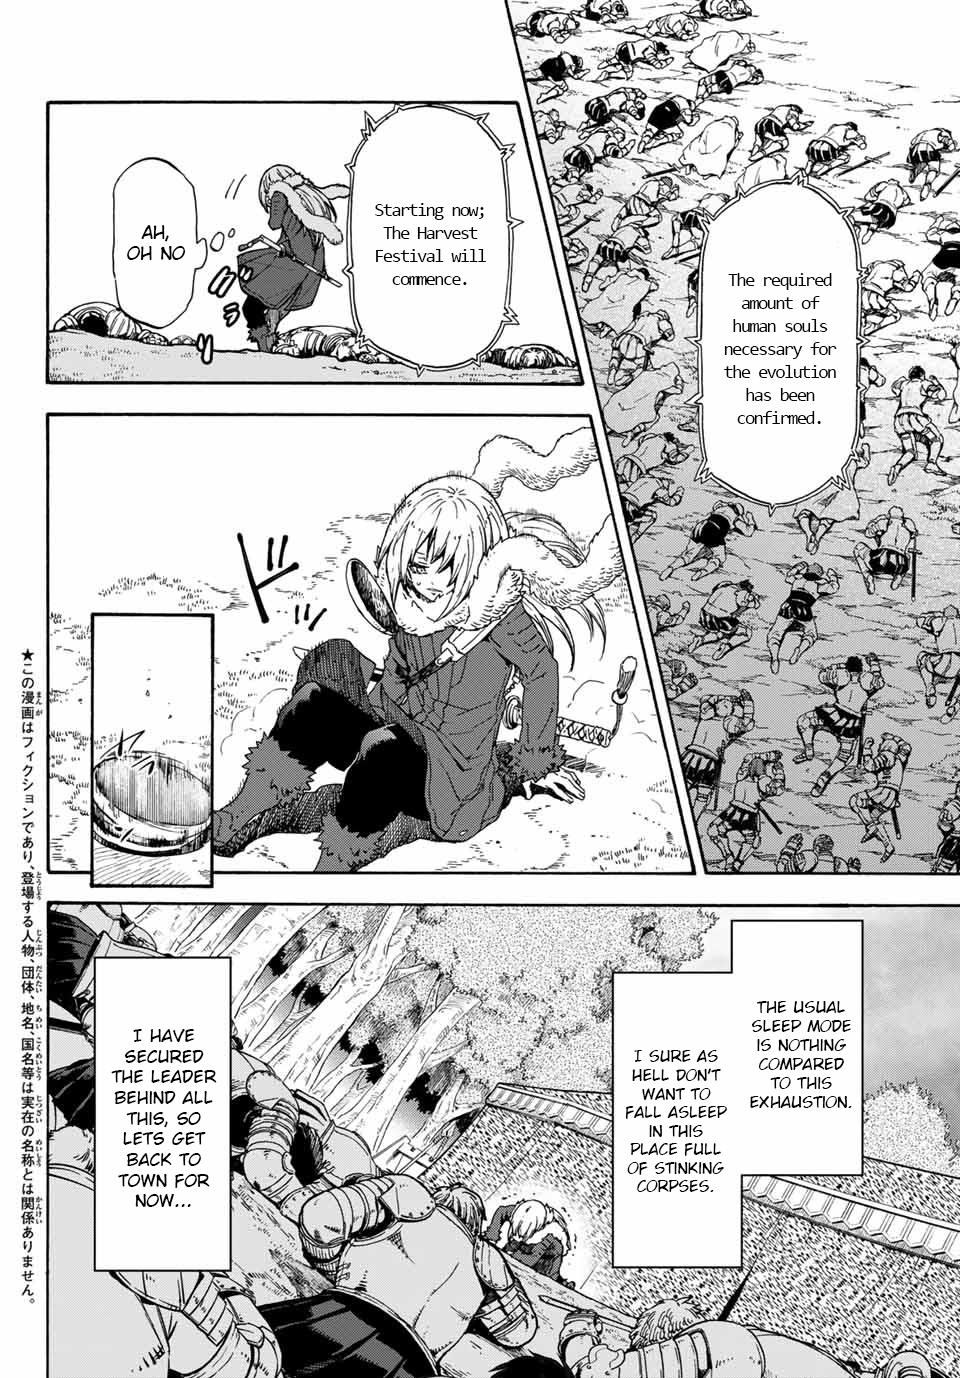 The required
amount of
human souls
necessary for
the evolution
has been
confirmed.
Starting now;
The Harvest
Festival will
commence.
AH,
OH NO
ドッ
THE USUAL
SLEEP MODE
IS NOTHING
COMPARED
TO THIS
EXHAUSTION.
I SURE AS
HELL DON'T
WANT TO
FALL ASLEEP
IN THIS
PLACE FULL
OF STINKING
CORPSES.
I HAVE
SECURED
THE LEADER
BEHIND ALL
THIS, SO
LETS GET
BACK TO
TOWN FOR
NOW...
★この漫画はフィクションであり、登場する人物、団体、地名、国名等は実在の名称とは関係ありません。